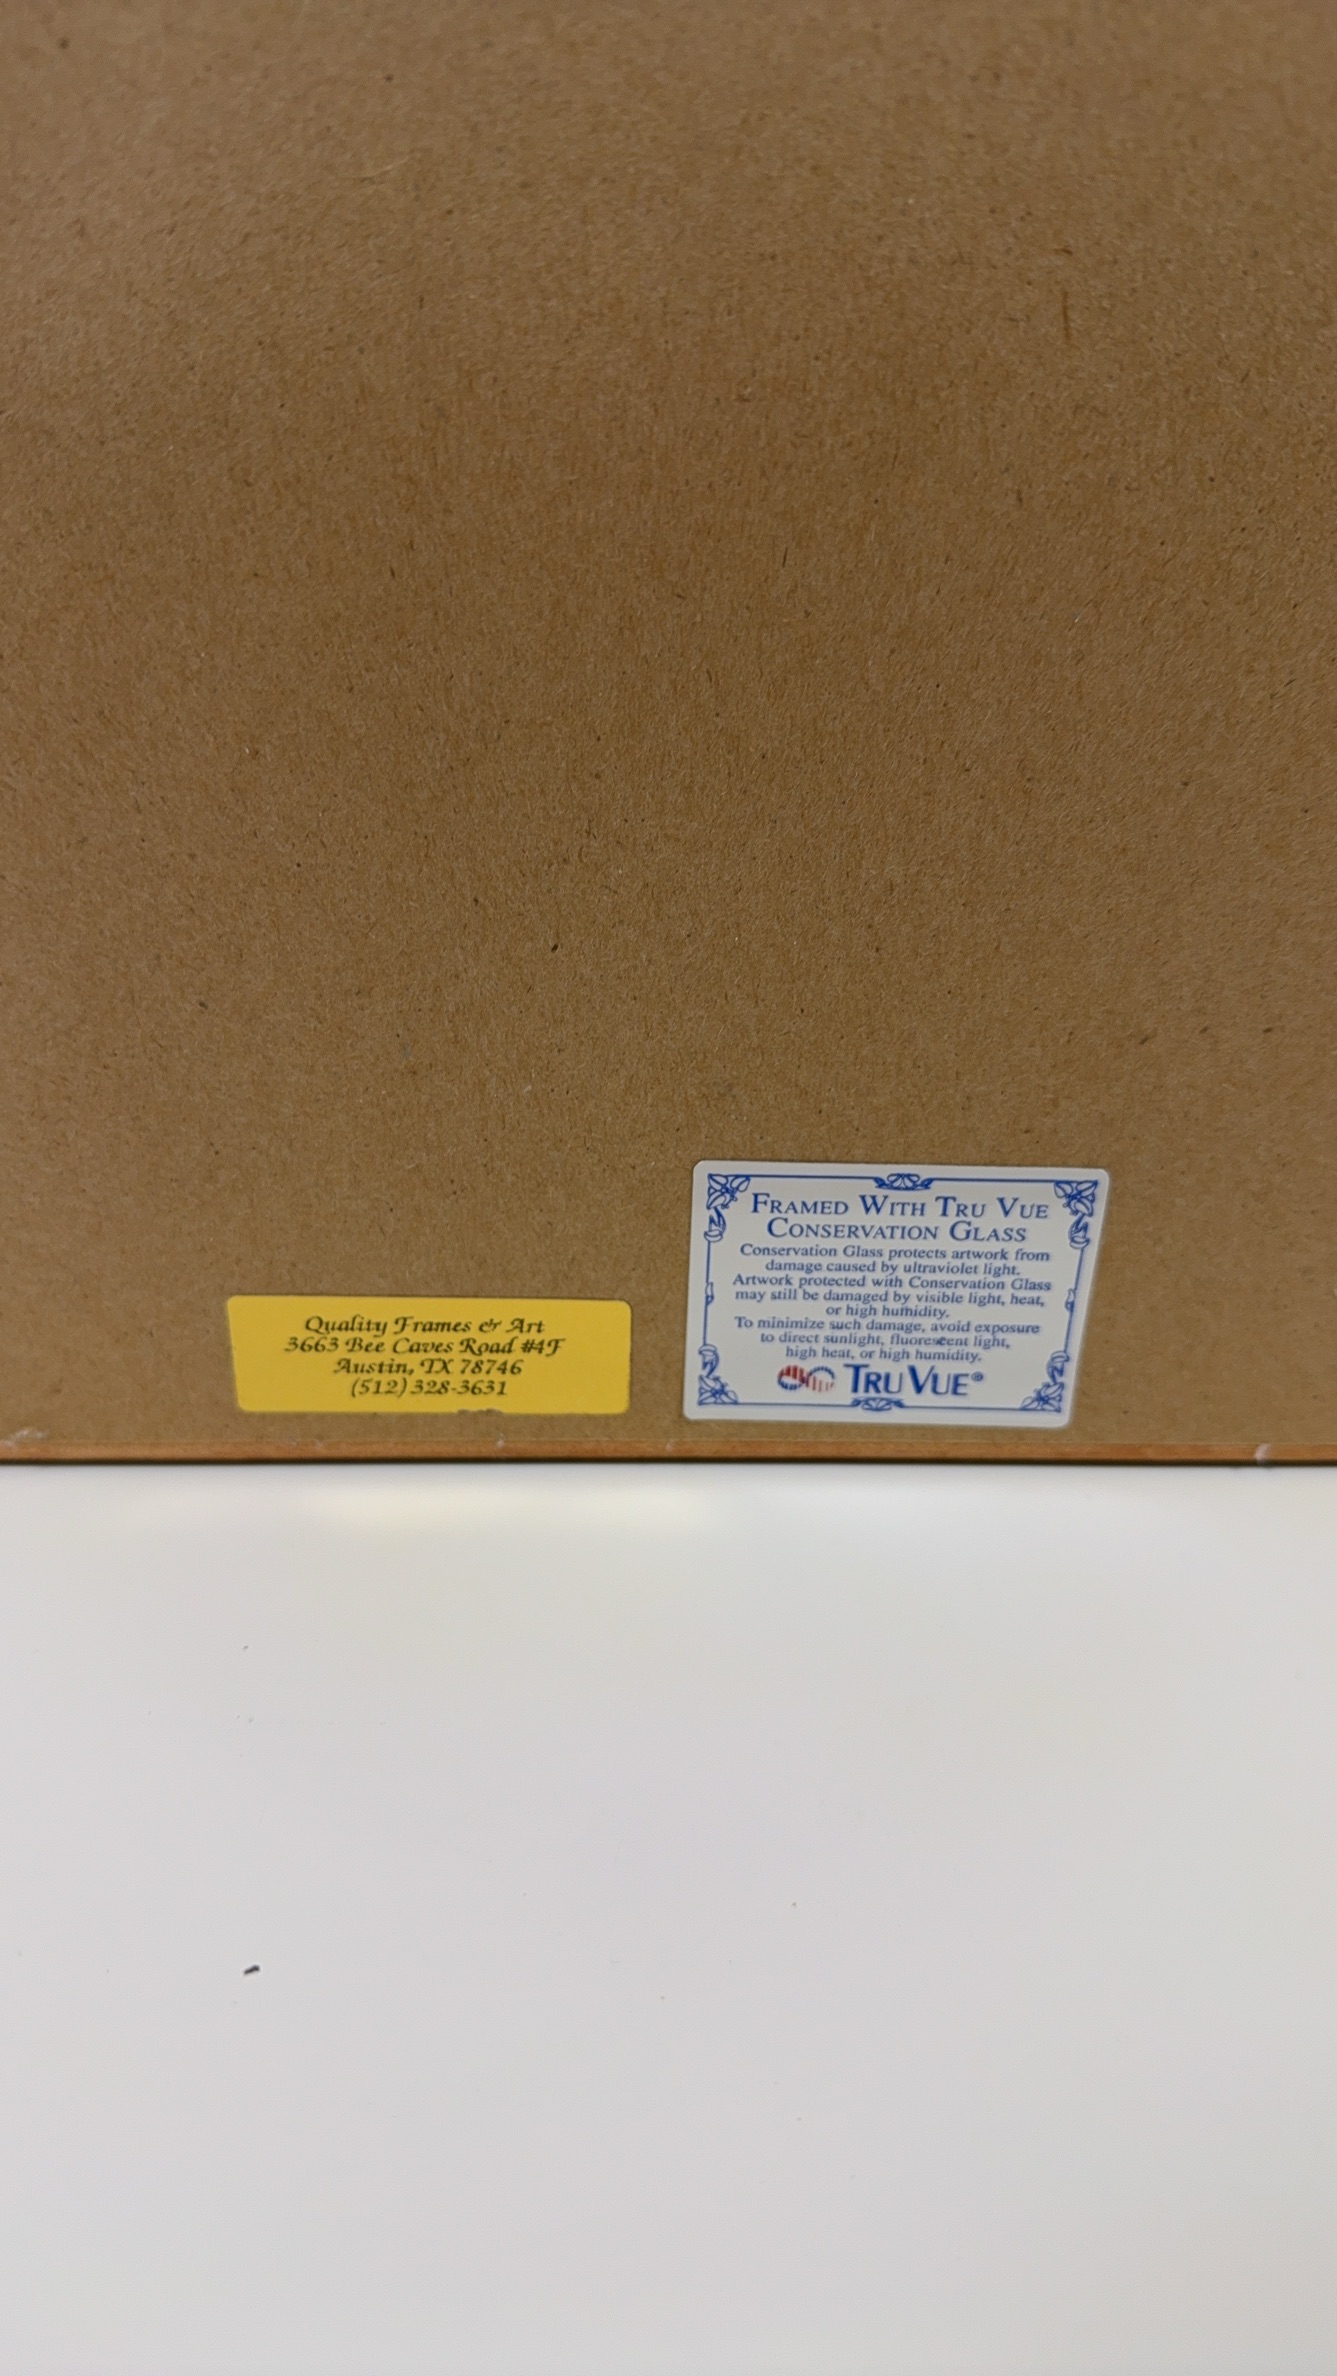 Quality Frames & Art
3663 Bee Caves Road #4F
Austin, TX 78746
(512) 328-3631
FRAMED WITH TRU VUE
CONSERVATION GLASS
Conservation Glass protects artwork from
damage caused by ultraviolet light.
Artwork protected with Conservation Glass
may still be damaged by visible light, heat,
or high humidity.
To minimize such damage, avoid exposure
to direct sunlight, fluorescent light,
high heat, or high humidity.
TRU VUE®